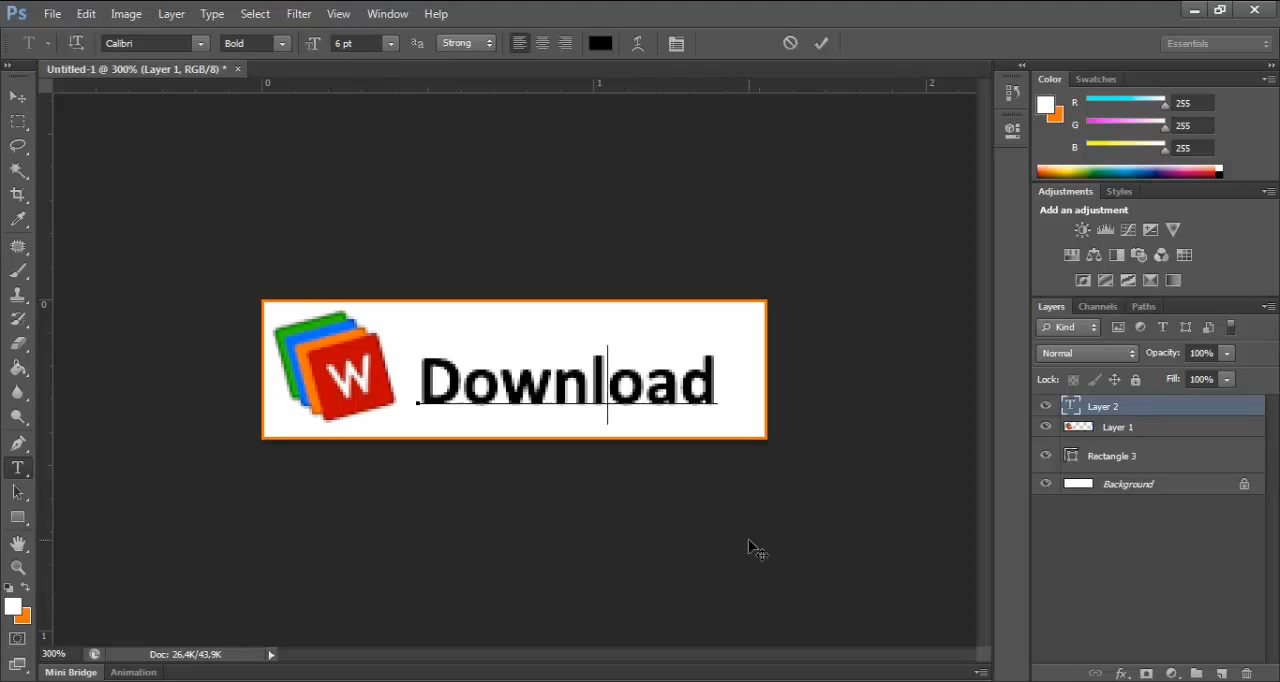 Ps File Edit Image Layer Type Select Filter View Window Help
T Calibri Bold 6 pt Strong Essentials
Untitled-1 @ 300% (Layer 1, RGB/8) * ×
0 1 2
Color Swatches
R 255
G 255
B 255
Adjustments Styles
Add an adjustment
0
Layers Channels Paths
Kind
Normal Opacity: 100%
W Download
Lock: Fill: 100%
Layer 2
Layer 1
Rectangle 3
Background
1
300% Doc: 26,4K/43,9K
Mini Bridge Animation